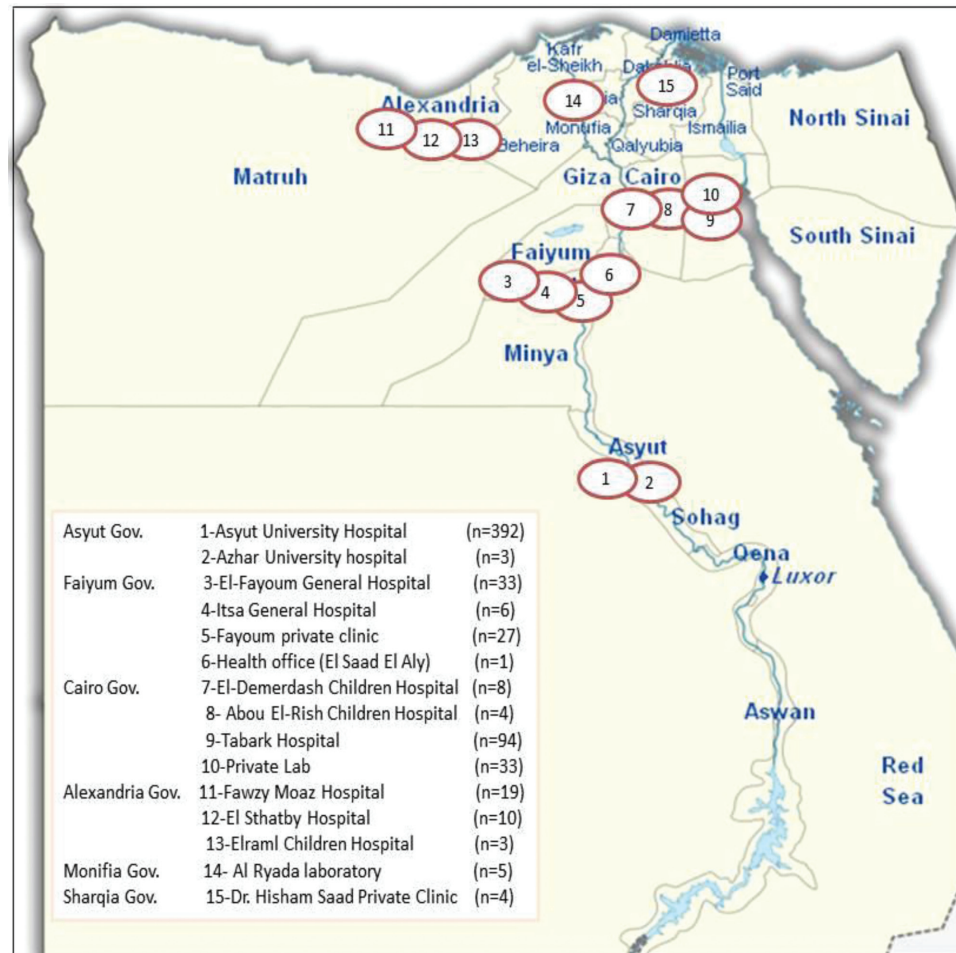 Damietta
Kafr
el-Sheikh
Port
Said
15
14
ia
Alexandria
Sharqia
North Sinai
11
12
13
Beheira
Monufia
Ismailia
Qalyubia
Matruh
Giza
Cairo
10
7
8
9
South Sinai
Faiyum
3
4
5
6
Minya
Asyut
1
2
Sohag
Qena
Luxor
Aswan
Red
Sea
Asyut Gov. 1-Asyut University Hospital (n=392)
2-Azhar University hospital (n=3)
Faiyum Gov. 3-El-Fayoum General Hospital (n=33)
4-Itsa General Hospital (n=6)
5-Fayoum private clinic (n=27)
6-Health office (El Saad El Aly) (n=1)
Cairo Gov. 7-El-Demerdash Children Hospital (n=8)
8- Abou El-Rish Children Hospital (n=4)
9-Tabark Hospital (n=94)
10-Private Lab (n=33)
Alexandria Gov. 11-Fawzy Moaz Hospital (n=19)
12-El Sthatby Hospital (n=10)
13-Elraml Children Hospital (n=3)
Monifia Gov. 14- Al Ryada laboratory (n=5)
Sharqia Gov. 15-Dr. Hisham Saad Private Clinic (n=4)